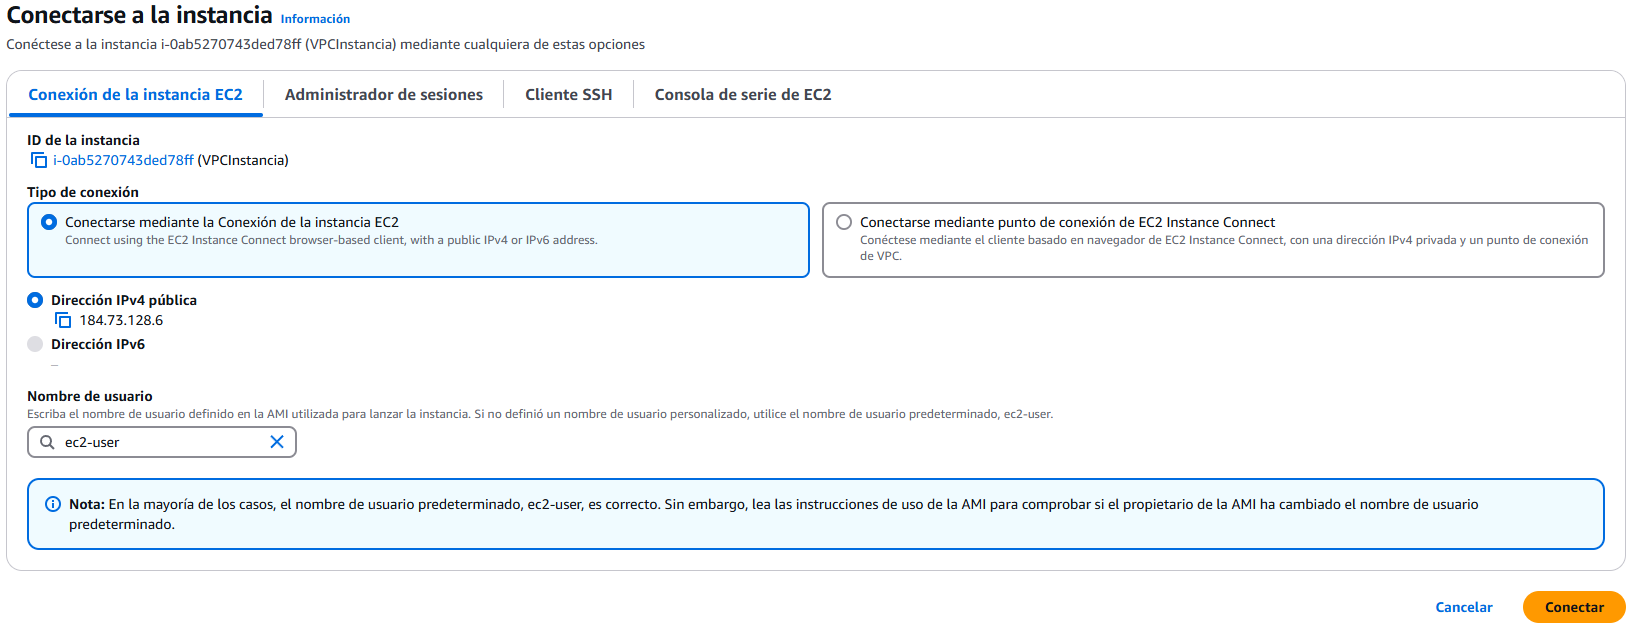 Conectarse a la instancia Información
Conéctese a la instancia i-0ab5270743ded78ff (VPCInstancia) mediante cualquiera de estas opciones
Conexión de la instancia EC2 Administrador de sesiones Cliente SSH Consola de serie de EC2
ID de la instancia
i-0ab5270743ded78ff (VPCInstancia)
Tipo de conexión
Conectarse mediante la Conexión de la instancia EC2
Connect using the EC2 Instance Connect browser-based client, with a public IPv4 or IPv6 address.
Conectarse mediante punto de conexión de EC2 Instance Connect
Conéctese mediante el cliente basado en navegador de EC2 Instance Connect, con una dirección IPv4 privada y un punto de conexión
de VPC.
Dirección IPv4 pública
184.73.128.6
Dirección IPv6
–
Nombre de usuario
Escriba el nombre de usuario definido en la AMI utilizada para lanzar la instancia. Si no definió un nombre de usuario personalizado, utilice el nombre de usuario predeterminado, ec2-user.
ec2-user
Nota: En la mayoría de los casos, el nombre de usuario predeterminado, ec2-user, es correcto. Sin embargo, lea las instrucciones de uso de la AMI para comprobar si el propietario de la AMI ha cambiado el nombre de usuario
predeterminado.
Cancelar Conectar